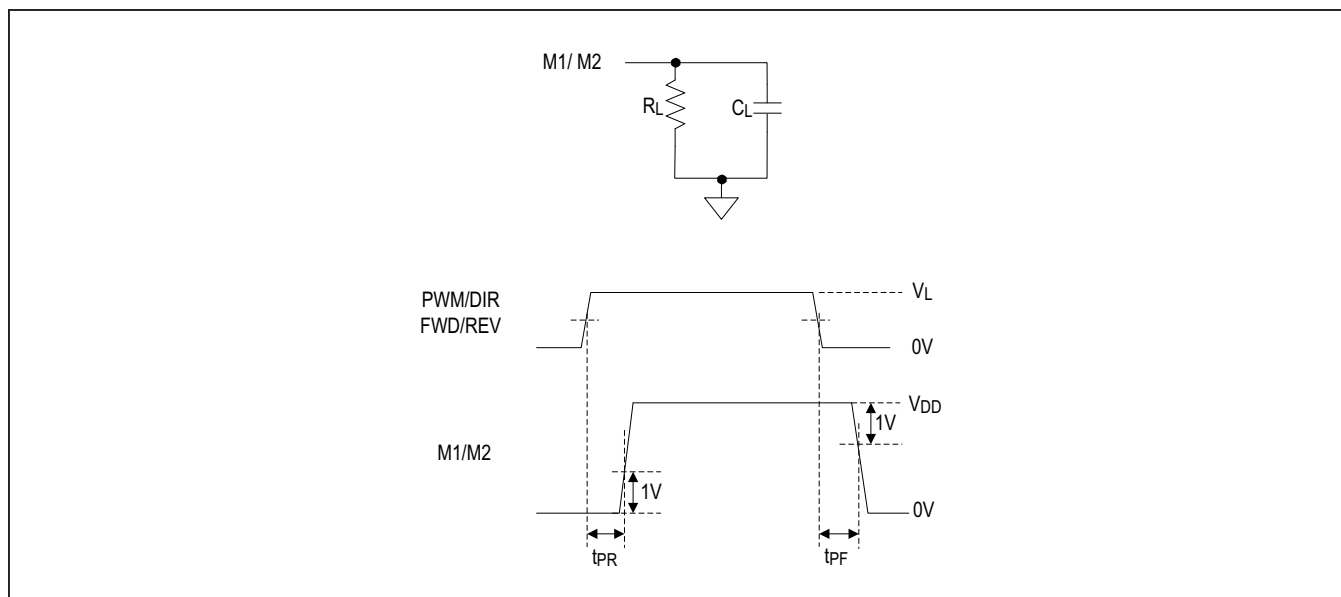 M1/ M2
RL
CL
PWM/DIR
FWD/REV
VL
0V
VDD
1V
M1/M2
1V
0V
tPR
tPF